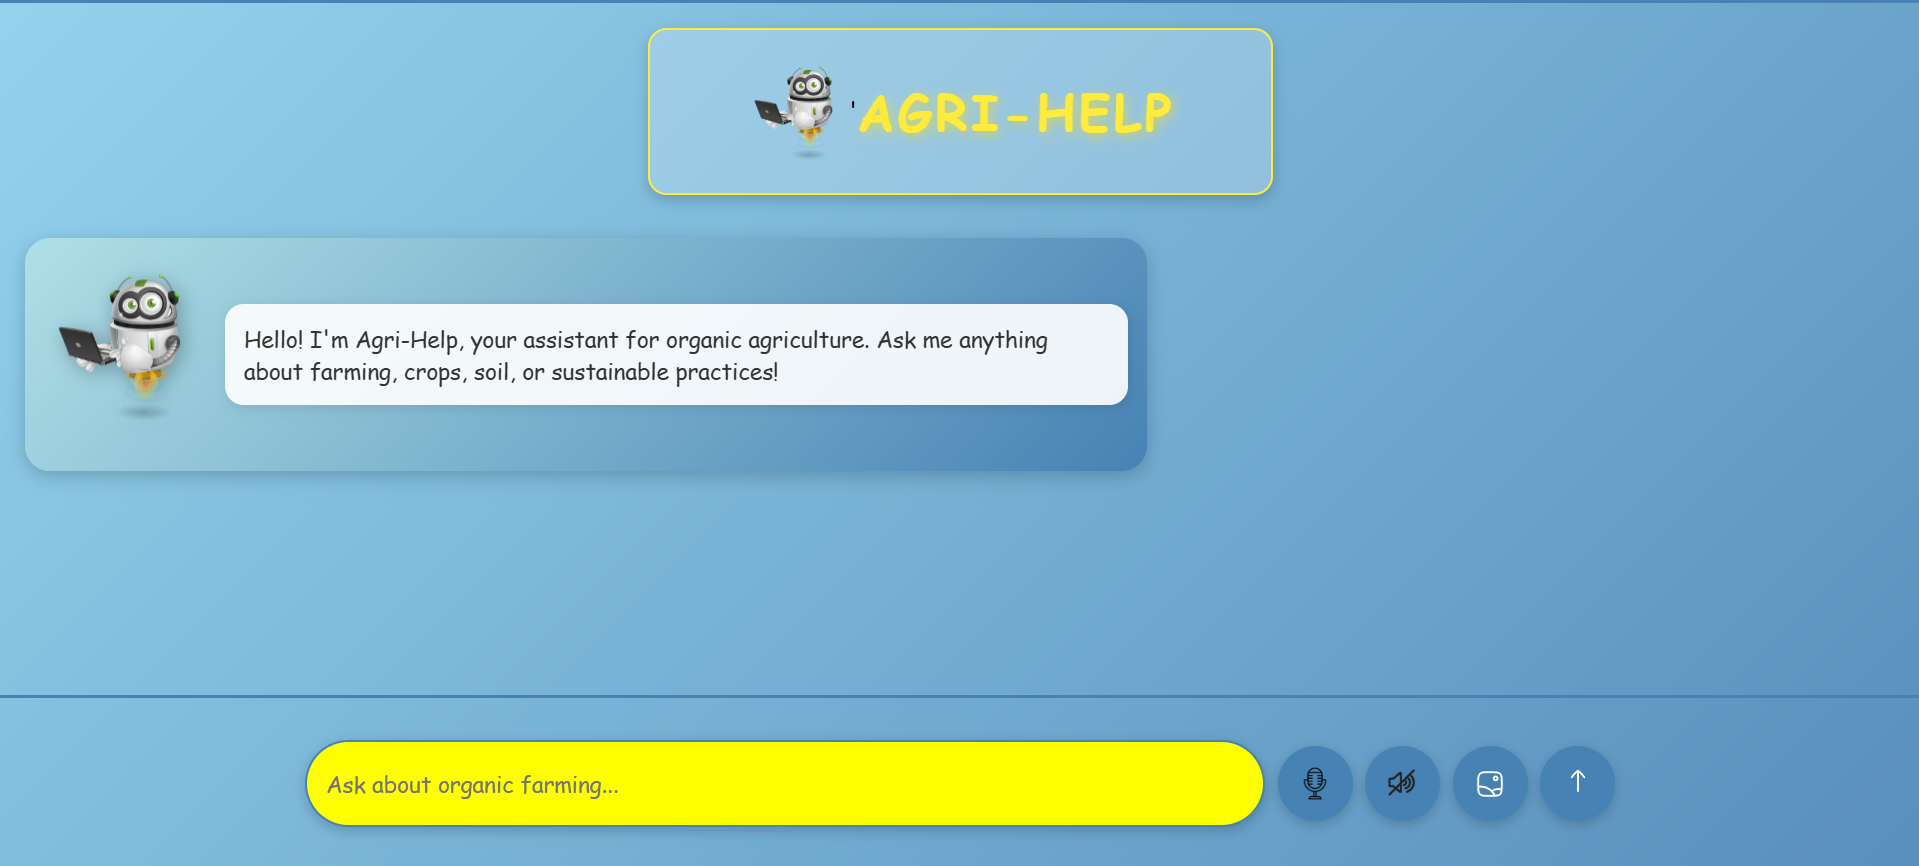 'AGRI-HELP
Hello! I'm Agri-Help, your assistant for organic agriculture. Ask me anything
about farming, crops, soil, or sustainable practices!
Ask about organic farming...